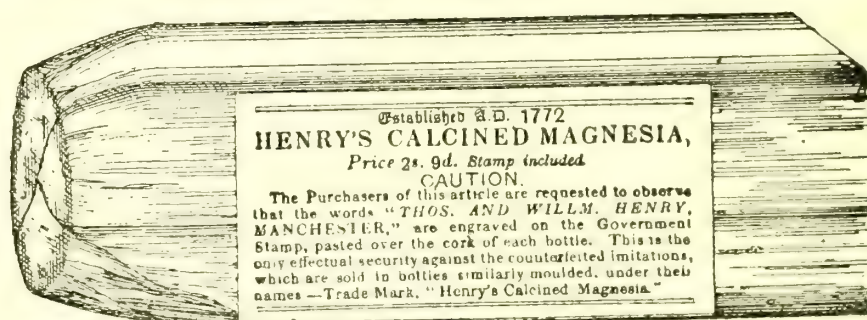 Established A.D. 1772
HENRY'S CALCINED MAGNESIA,
Price 2s. 9d. Stamp included
CAUTION.
The Purchasers of this article are requested to observe
that the words "THOS. AND WILLM. HENRY,
MANCHESTER," are engraved on the Government
Stamp, pasted over the cork of each bottle. This is the
only effectual security against the counterfeited imitations,
which are sold in bottles similarly moulded, under their
names—Trade Mark, "Henry's Calcined Magnesia."